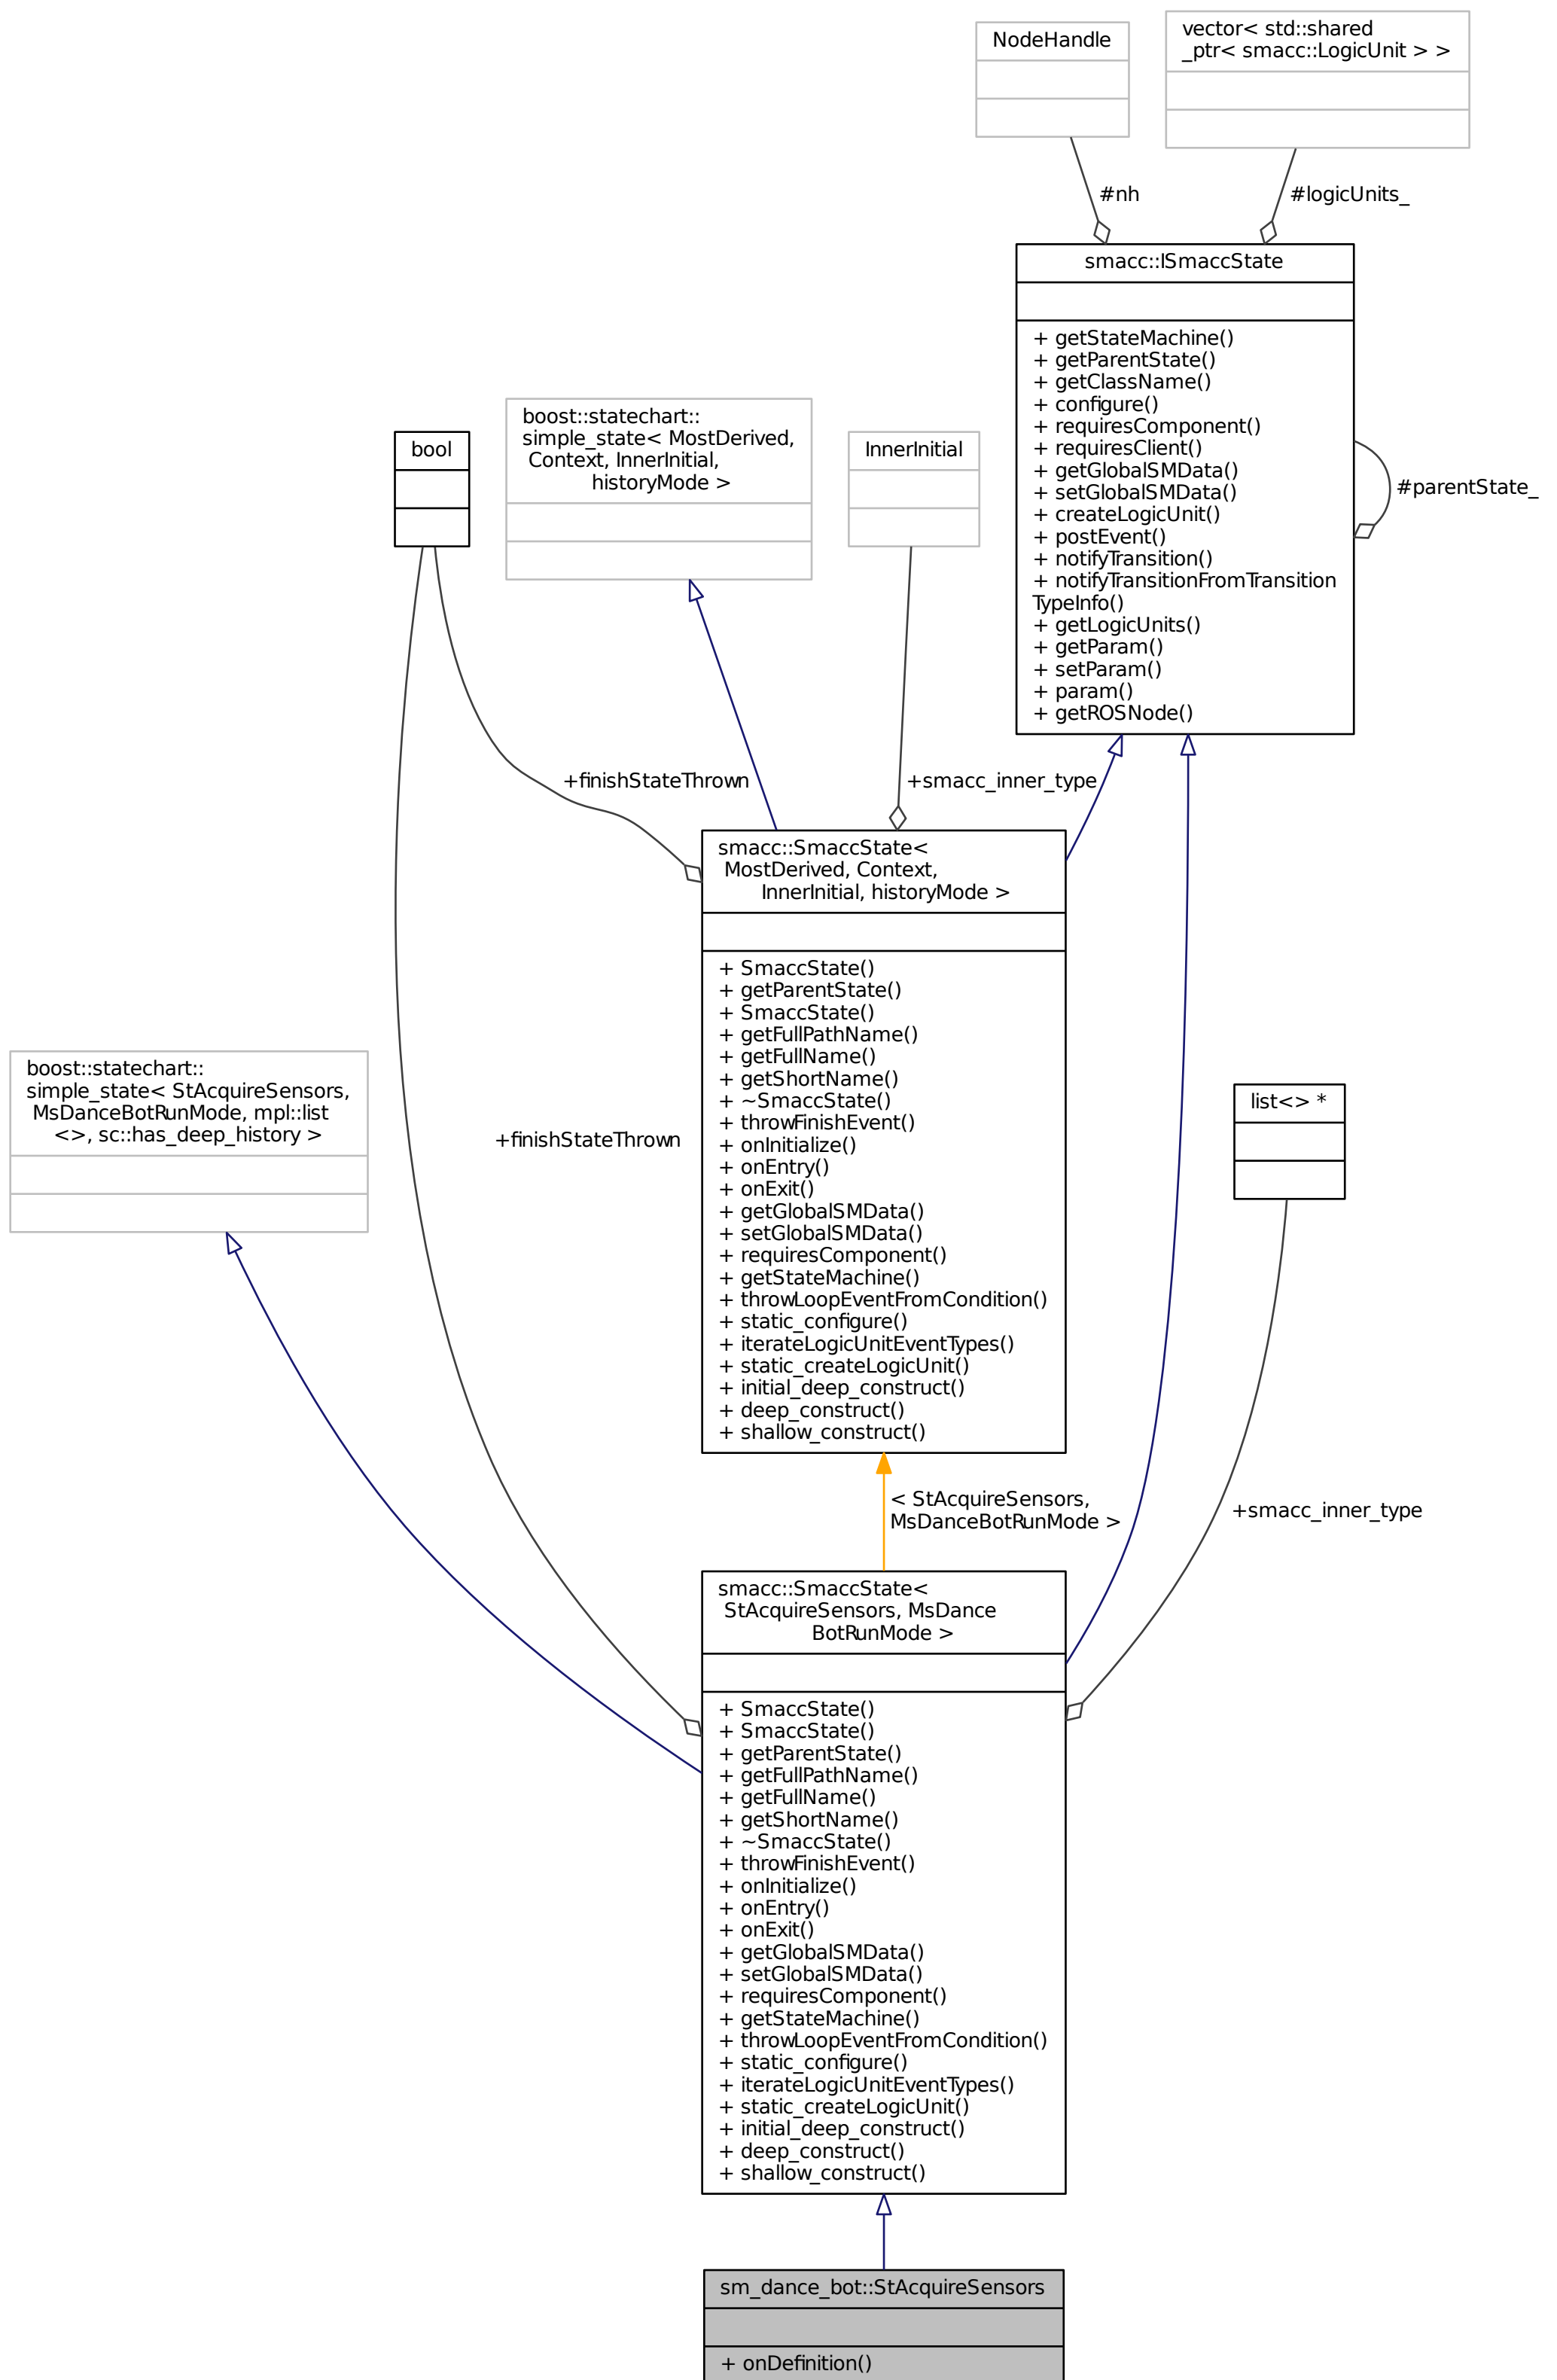 NodeHandle
vector< std::shared
_ptr< smacc::LogicUnit > >
#nh
#logicUnits_
smacc::ISmaccState
+ getStateMachine()
+ getParentState()
+ getClassName()
+ configure()
+ requiresComponent()
+ requiresClient()
+ getGlobalSMData()
+ setGlobalSMData()
+ createLogicUnit()
+ postEvent()
+ notifyTransition()
+ notifyTransitionFromTransition
TypeInfo()
+ getLogicUnits()
+ getParam()
+ setParam()
+ param()
+ getROSNode()
#parentState_
bool
boost::statechart::
simple_state< MostDerived,
Context, InnerInitial,
historyMode >
InnerInitial
+finishStateThrown
+smacc_inner_type
smacc::SmaccState<
MostDerived, Context,
InnerInitial, historyMode >
+ SmaccState()
+ getParentState()
+ SmaccState()
+ getFullPathName()
+ getFullName()
+ getShortName()
+ ~SmaccState()
+ throwFinishEvent()
+ onInitialize()
+ onEntry()
+ onExit()
+ getGlobalSMData()
+ setGlobalSMData()
+ requiresComponent()
+ getStateMachine()
+ throwLoopEventFromCondition()
+ static_configure()
+ iterateLogicUnitEventTypes()
+ static_createLogicUnit()
+ initial_deep_construct()
+ deep_construct()
+ shallow_construct()
boost::statechart::
simple_state< StAcquireSensors,
MsDanceBotRunMode, mpl::list
<>, sc::has_deep_history >
+finishStateThrown
list<> *
< StAcquireSensors,
MsDanceBotRunMode >
+smacc_inner_type
smacc::SmaccState<
StAcquireSensors, MsDance
BotRunMode >
+ SmaccState()
+ SmaccState()
+ getParentState()
+ getFullPathName()
+ getFullName()
+ getShortName()
+ ~SmaccState()
+ throwFinishEvent()
+ onInitialize()
+ onEntry()
+ onExit()
+ getGlobalSMData()
+ setGlobalSMData()
+ requiresComponent()
+ getStateMachine()
+ throwLoopEventFromCondition()
+ static_configure()
+ iterateLogicUnitEventTypes()
+ static_createLogicUnit()
+ initial_deep_construct()
+ deep_construct()
+ shallow_construct()
sm_dance_bot::StAcquireSensors
+ onDefinition()